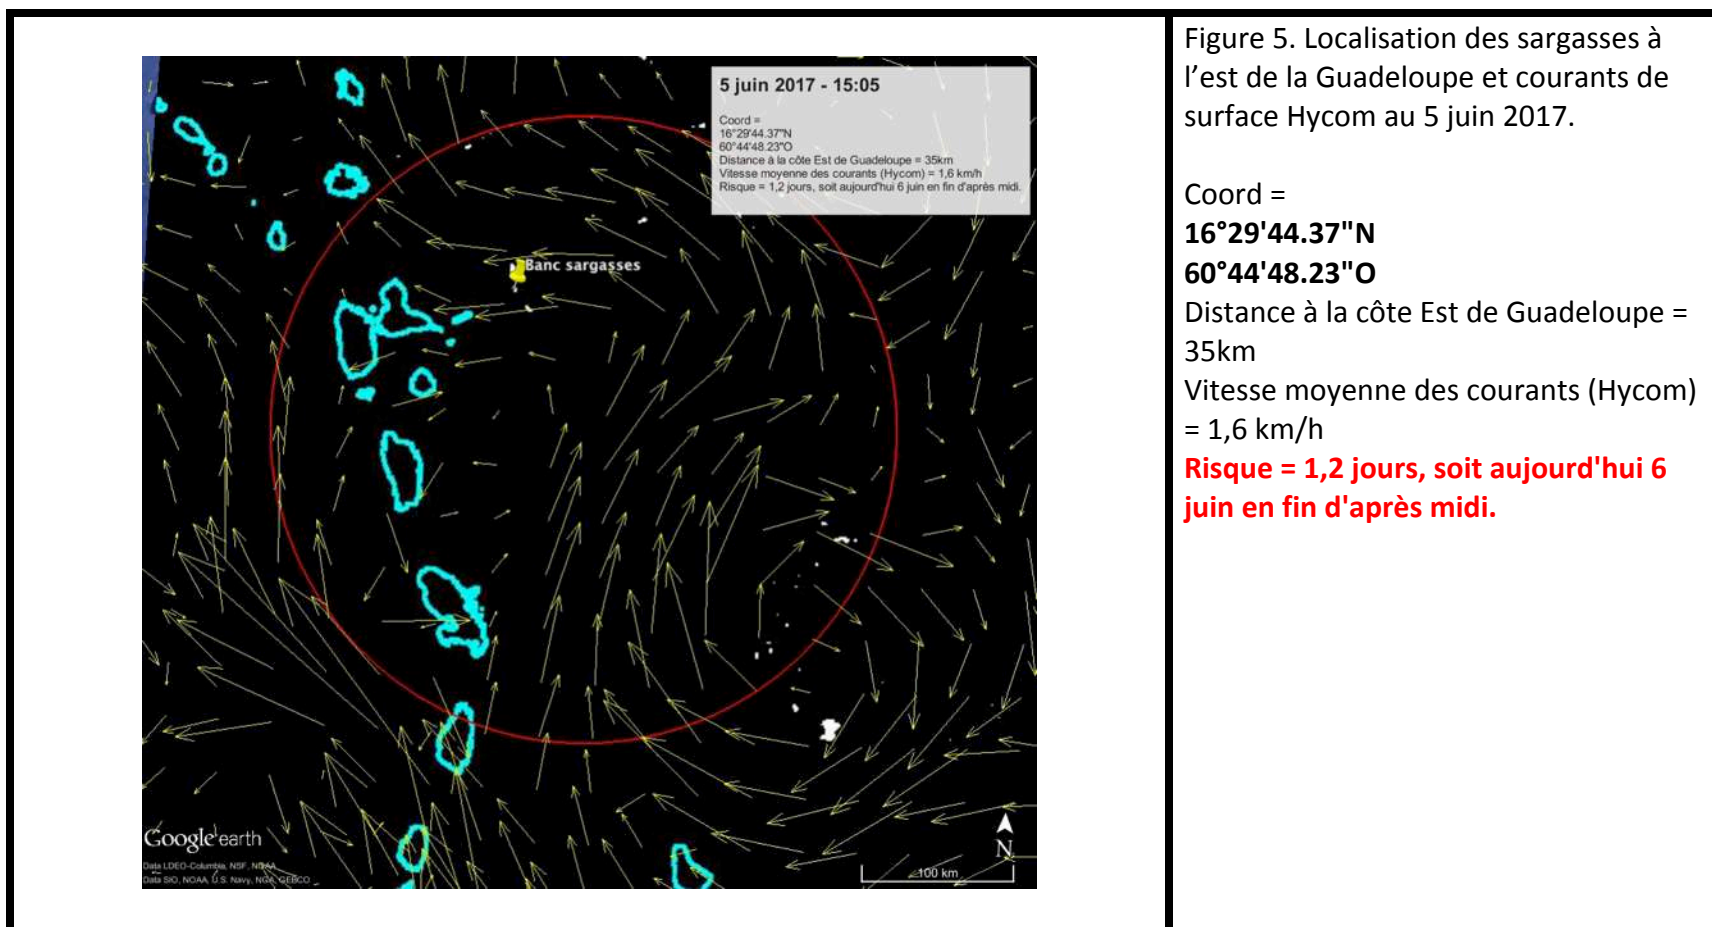 5 juin 2017 - 15:05
Coord =
16°29'44.37"N
60°44'48.23"O
Distance à la côte Est de Guadeloupe = 35km
Vitesse moyenne des courants (Hycom) = 1,6 km/h
Risque = 1,2 jours, soit aujourd'hui 6 juin en fin d'après midi.
Banc sargasses
Google earth
Data LDEO-Columbia, NSF, NOAA
Data SIO, NOAA, U.S. Navy, NGA, GEBCO
N
100 km
Figure 5. Localisation des sargasses à
l'est de la Guadeloupe et courants de
surface Hycom au 5 juin 2017.
Coord =
16°29'44.37"N
60°44'48.23"O
Distance à la côte Est de Guadeloupe =
35km
Vitesse moyenne des courants (Hycom)
= 1,6 km/h
Risque = 1,2 jours, soit aujourd'hui 6
juin en fin d'après midi.